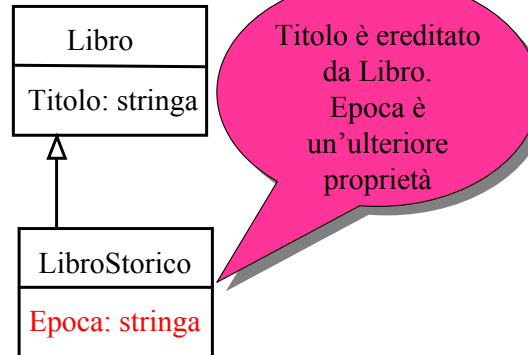 Libro
Titolo: stringa
Titolo è ereditato
da Libro.
Epoca è
un’ulteriore
proprietà
LibroStorico
Epoca: stringa